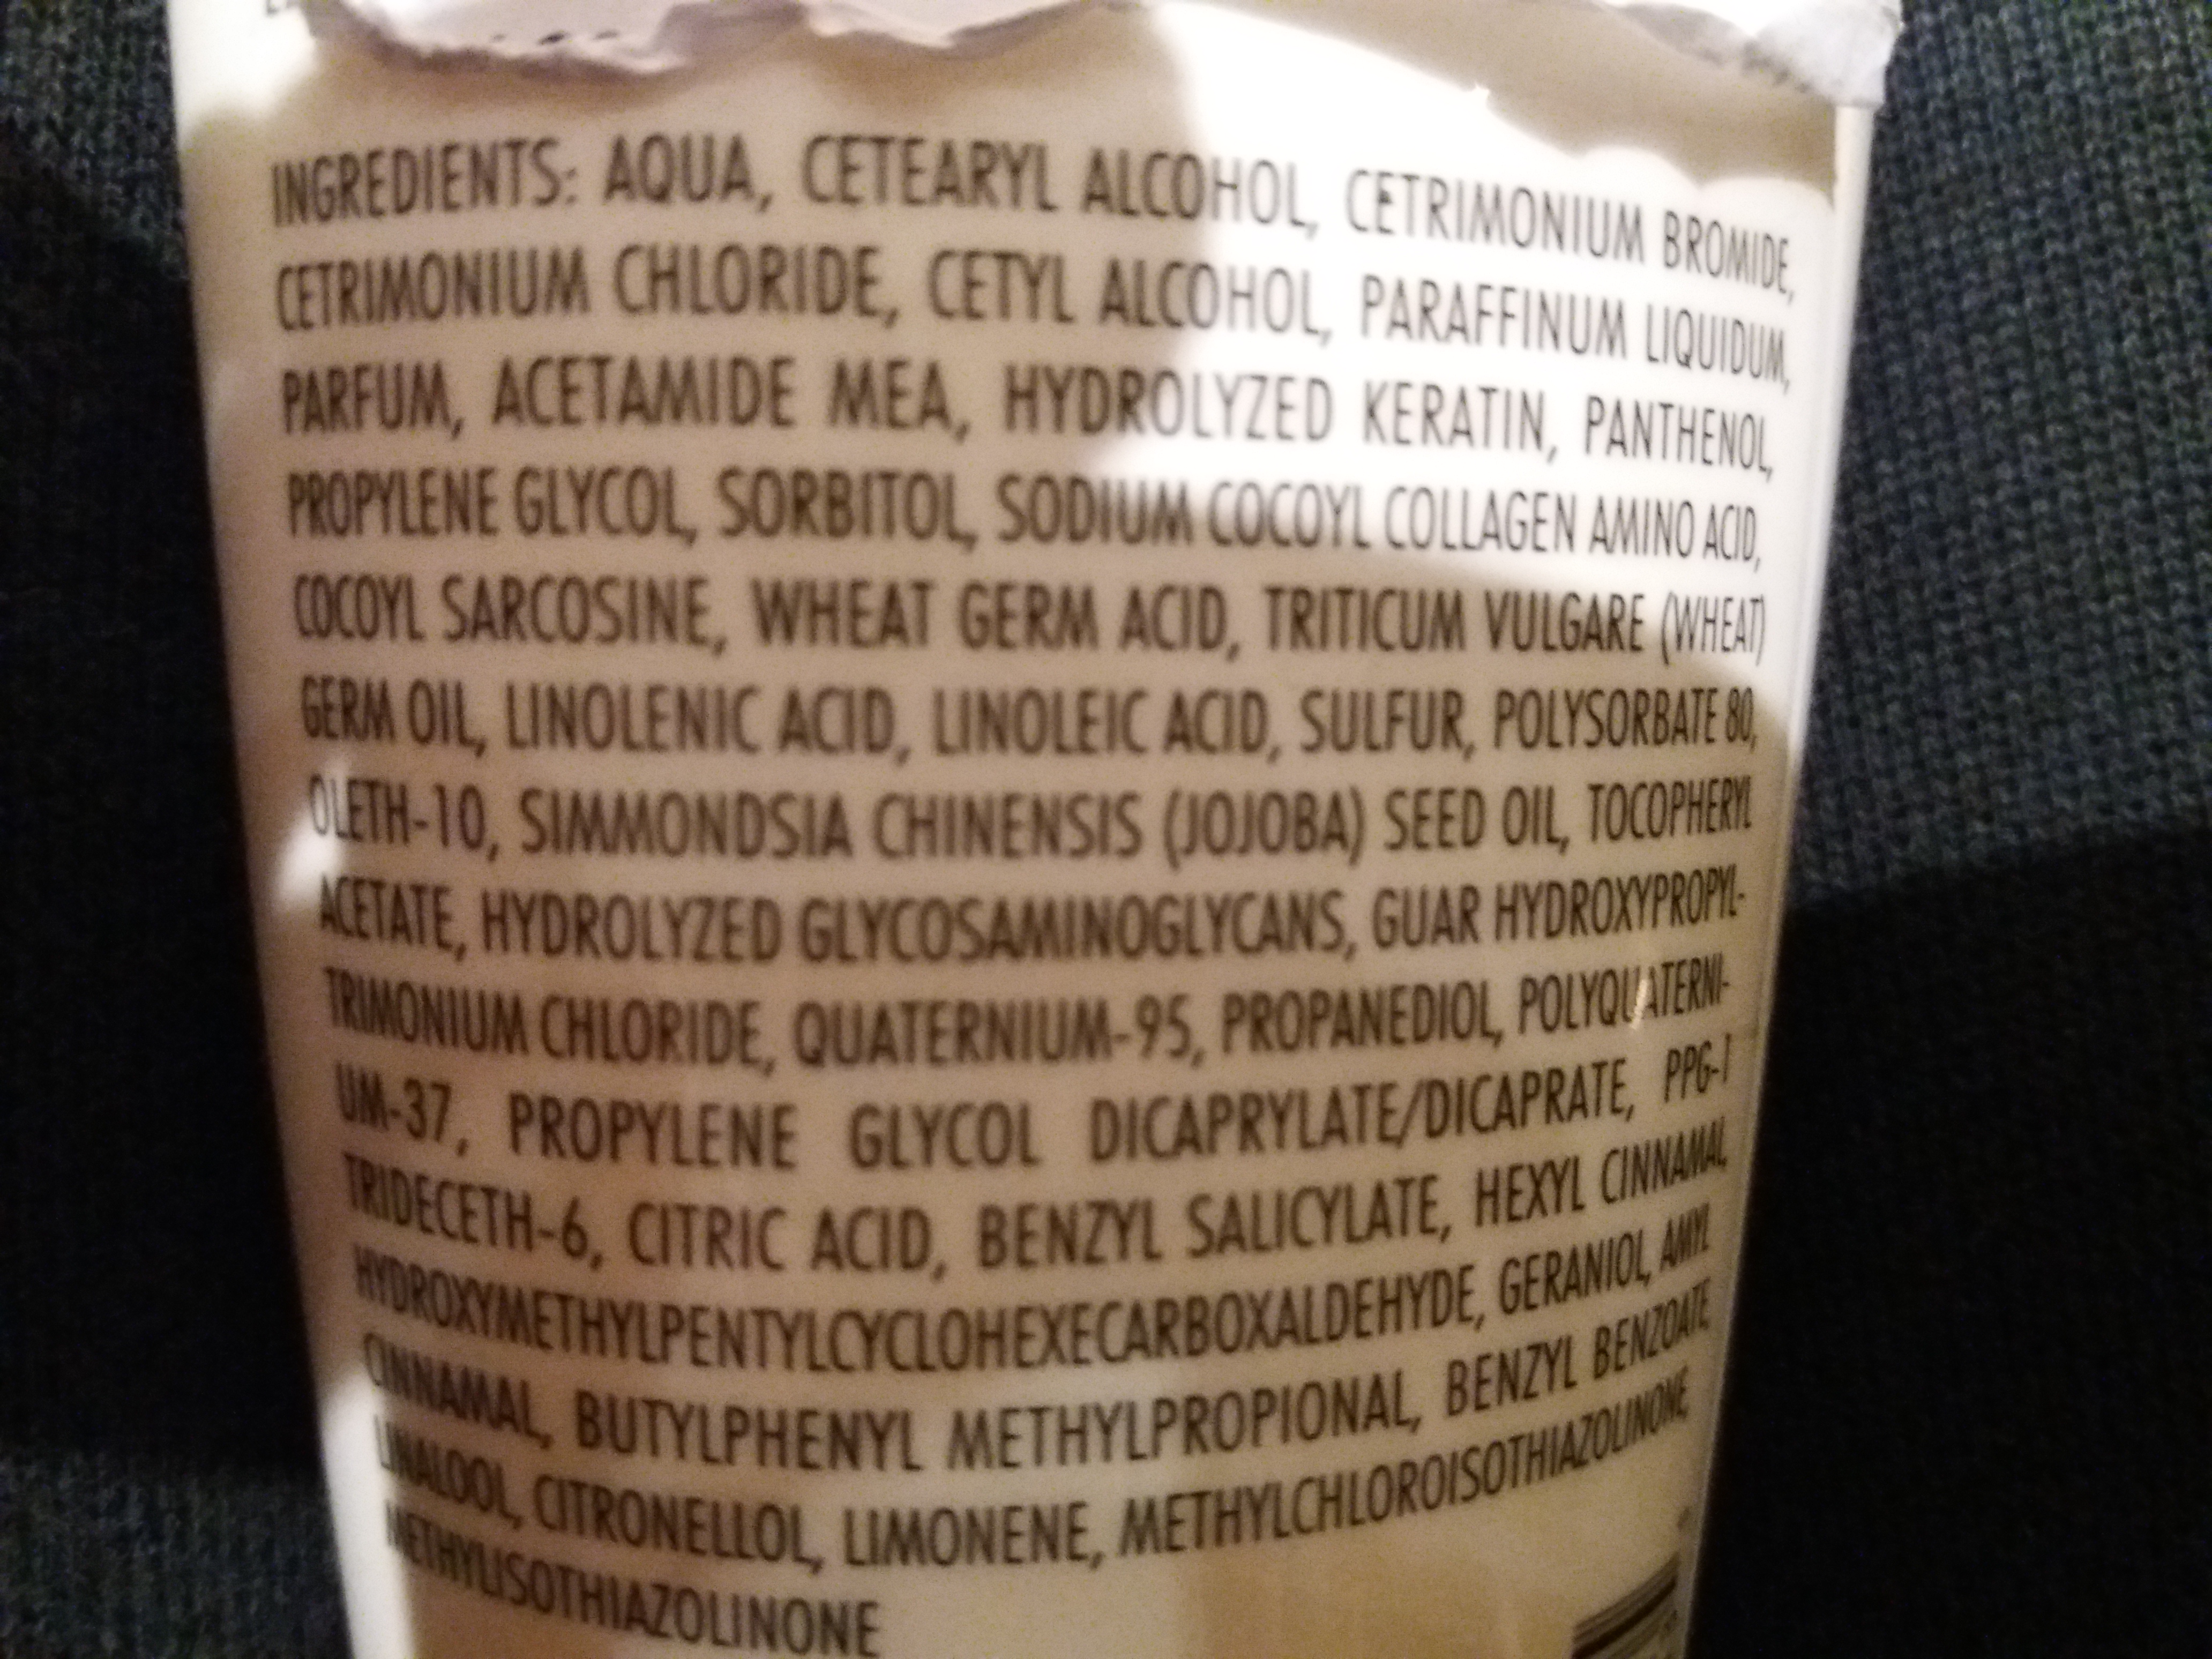 INGREDIENTS: AQUA, CETEARYL ALCOHOL, CETRIMONIUM BROMIDE,
CETRIMONIUM CHLORIDE, CETYL ALCOHOL, PARAFFINUM LIQUIDUM,
PARFUM, ACETAMIDE MEA, HYDROLYZED KERATIN, PANTHENOL,
PROPYLENE GLYCOL, SORBITOL, SODIUM COCOYL COLLAGEN AMINO ACID,
COCOYL SARCOSINE, WHEAT GERM ACID, TRITICUM VULGARE (WHEAT)
GERM OIL, LINOLENIC ACID, LINOLEIC ACID, SULFUR, POLYSORBATE 80,
OLETH-10, SIMMONDSIA CHINENSIS (JOJOBA) SEED OIL, TOCOPHERYL
ACETATE, HYDROLYZED GLYCOSAMINOGLYCANS, GUAR HYDROXYPROPYL-
TRIMONIUM CHLORIDE, QUATERNIUM-95, PROPANEDIOL, POLYQUATERNI-
UM-37, PROPYLENE GLYCOL DICAPRYLATE/DICAPRATE, PPG-1
TRIDECETH-6, CITRIC ACID, BENZYL SALICYLATE, HEXYL CINNAMAL,
HYDROXYMETHYLPENTYLCYCLOHEXECARBOXALDEHYDE, GERANIOL, AMYL
CINNAMAL, BUTYLPHENYL METHYLPROPIONAL, BENZYL BENZOATE,
LINALOOL, CITRONELLOL, LIMONENE, METHYLCHLOROISOTHIAZOLINONE,
METHYLISOTHIAZOLINONE